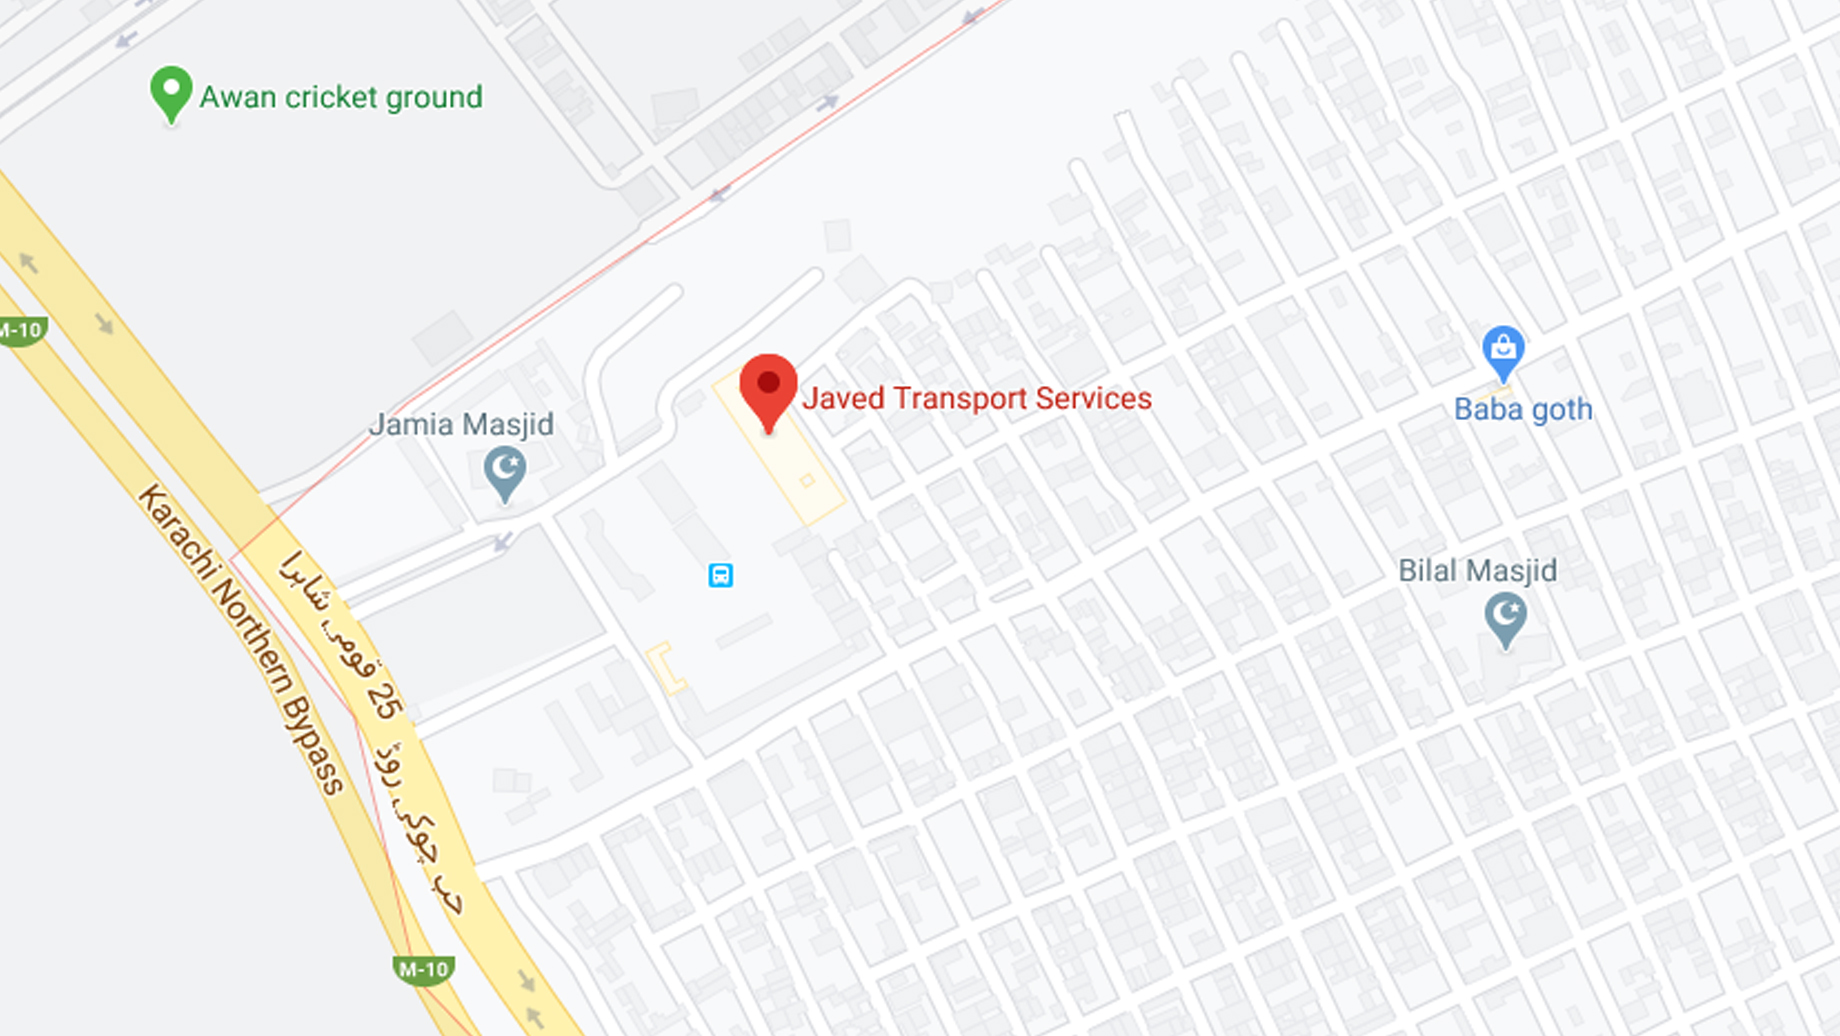 Awan cricket ground
M-10
Javed Transport Services
Baba goth
Jamia Masjid
Karachi Northern Bypass
25 قومی شاہرا
حب چوکی روڈ
Bilal Masjid
M-10